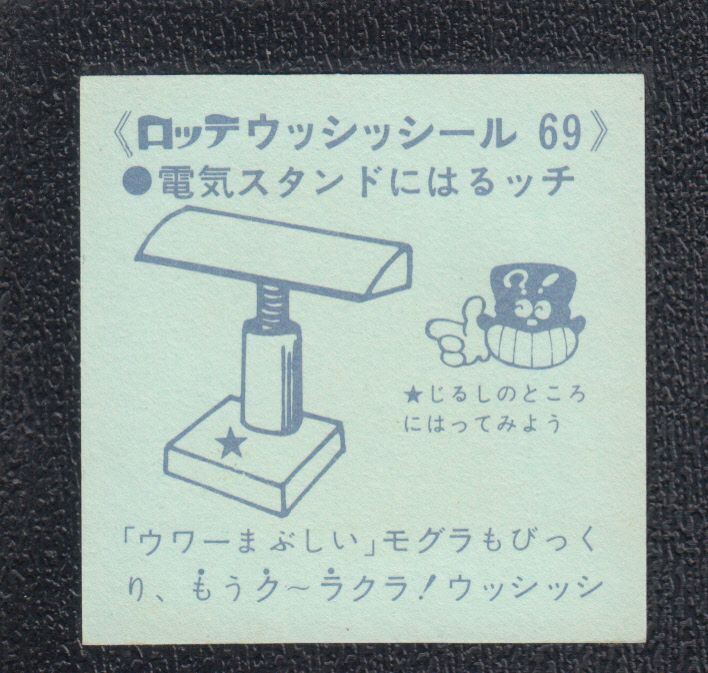 《ロッテウッシッシール 69》
●電気スタンドにはるッチ
?!
★じるしのところ
にはってみよう
「ウワーまぶしい」モグラもびっく
り、もうク〜ラクラ!ウッシッシ